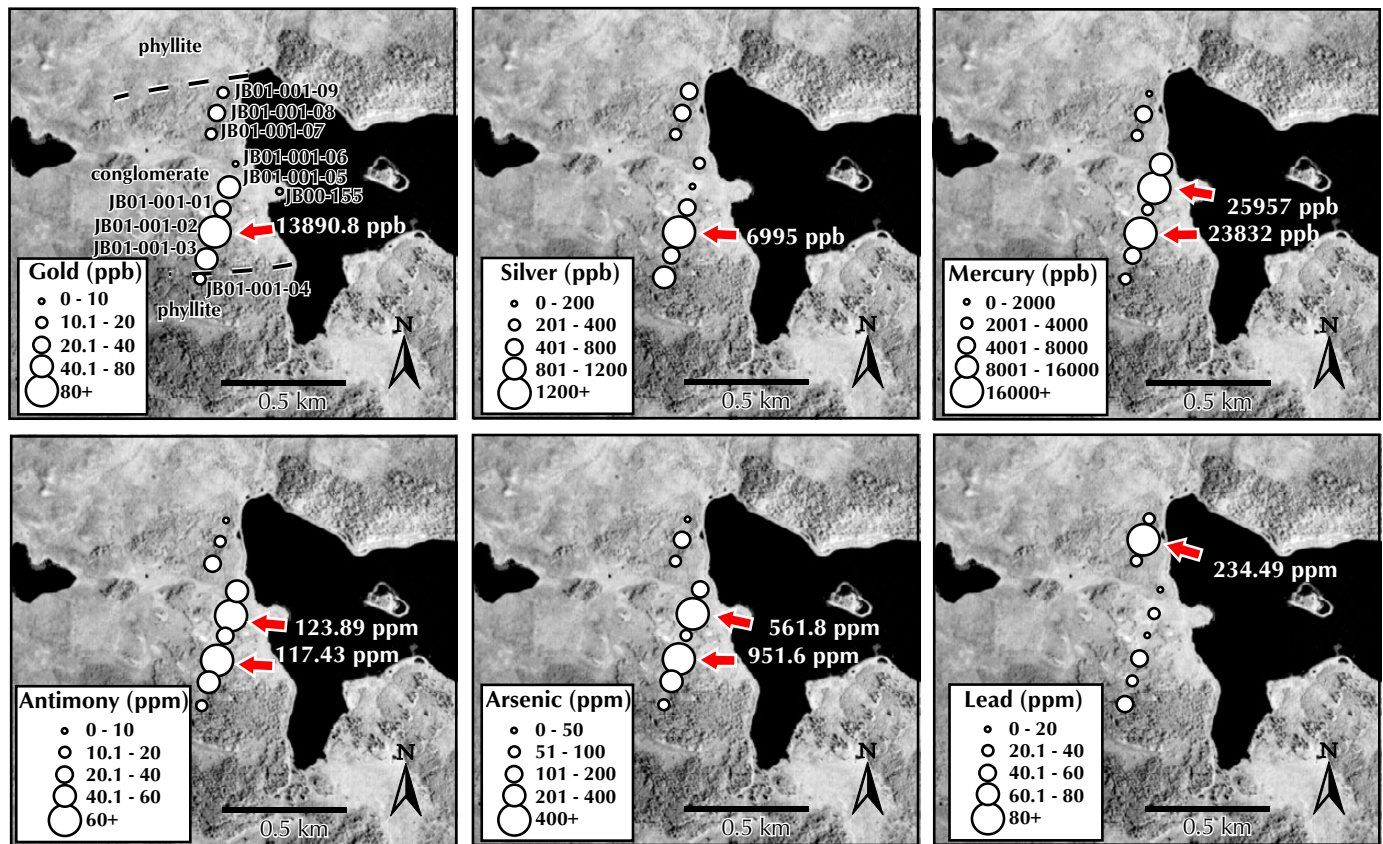 phyllite
JB01-001-09
JB01-001-08
JB01-001-07
JB01-001-06
conglomerate
JB01-001-05
JB00-155
JB01-001-01
JB01-001-02
13890.8 ppb
JB01-001-03
JB01-001-04
phyllite
Gold (ppb)
0 - 10
10.1 - 20
20.1 - 40
40.1 - 80
80+
N
0.5 km
6995 ppb
Silver (ppb)
0 - 200
201 - 400
401 - 800
801 - 1200
1200+
N
0.5 km
25957 ppb
23832 ppb
Mercury (ppb)
0 - 2000
2001 - 4000
4001 - 8000
8001 - 16000
16000+
N
0.5 km
123.89 ppm
117.43 ppm
Antimony (ppm)
0 - 10
10.1 - 20
20.1 - 40
40.1 - 60
60+
N
0.5 km
561.8 ppm
951.6 ppm
Arsenic (ppm)
0 - 50
51 - 100
101 - 200
201 - 400
400+
N
0.5 km
234.49 ppm
Lead (ppm)
0 - 20
20.1 - 40
40.1 - 60
60.1 - 80
80+
N
0.5 km